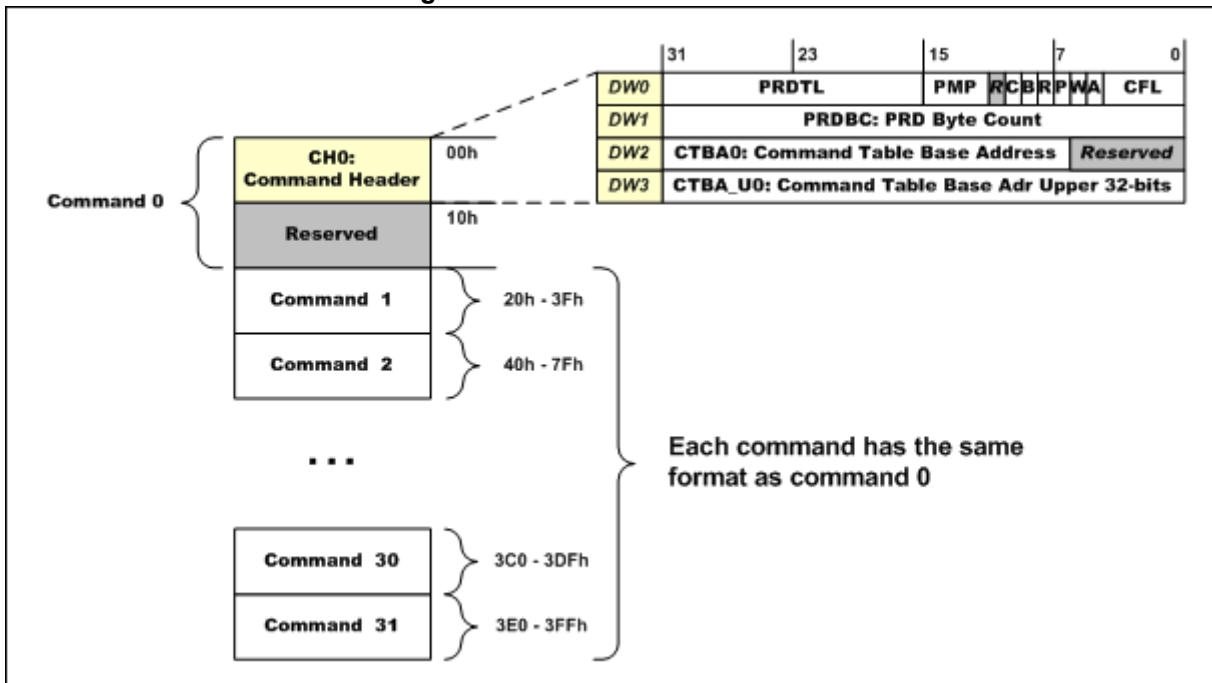 31 23 15 7 0
DW0 PRDTL PMP R C B R P W A CFL
DW1 PRDBC: PRD Byte Count
DW2 CTBA0: Command Table Base Address Reserved
DW3 CTBA_U0: Command Table Base Adr Upper 32-bits
Command 0
CH0:
Command Header
00h
Reserved
10h
Command 1
20h - 3Fh
Command 2
40h - 7Fh
...
Each command has the same
format as command 0
Command 30
3C0 - 3DFh
Command 31
3E0 - 3FFh